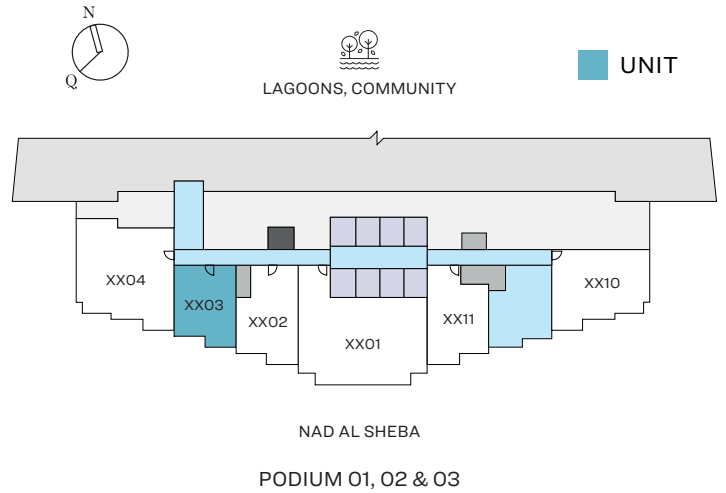 N
Q
LAGOONS, COMMUNITY
UNIT
XX04
XX03
XX02
XX01
XX11
XX10
NAD AL SHEBA
PODIUM 01, 02 & 03